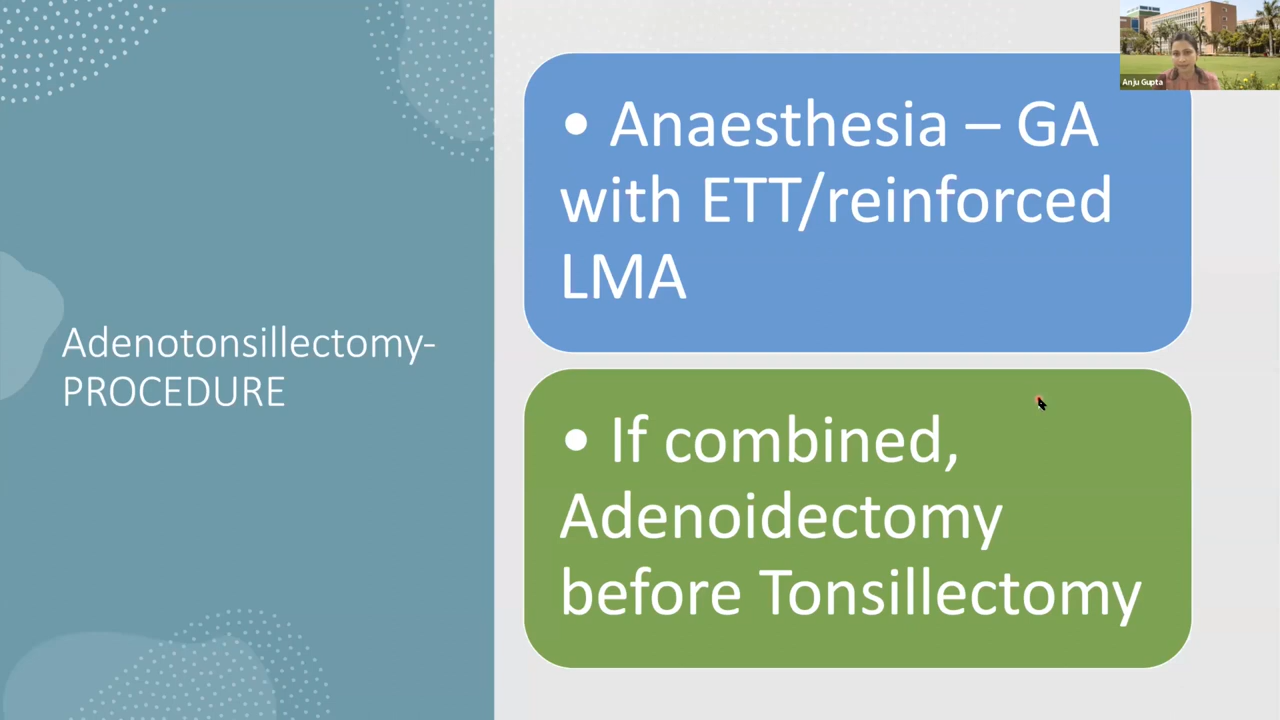 Adenotonsillectomy-
PROCEDURE
• Anaesthesia – GA
with ETT/reinforced
LMA
• If combined,
Adenoidectomy
before Tonsillectomy
Anju Gupta